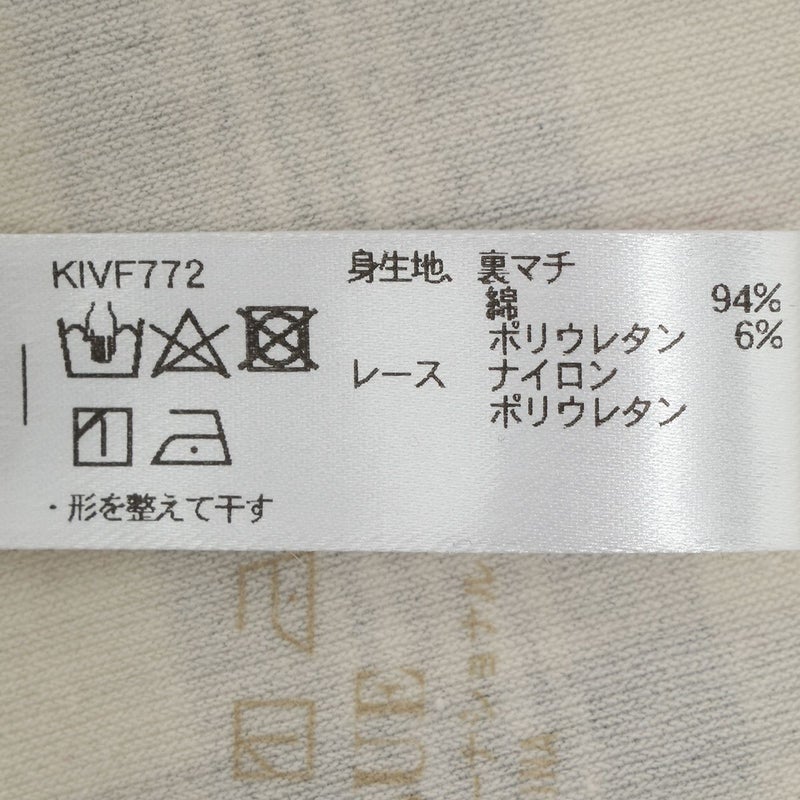 KIVF772
身生地、裏マチ
綿 94%
ポリウレタン 6%
レース ナイロン
ポリウレタン
・形を整えて干す